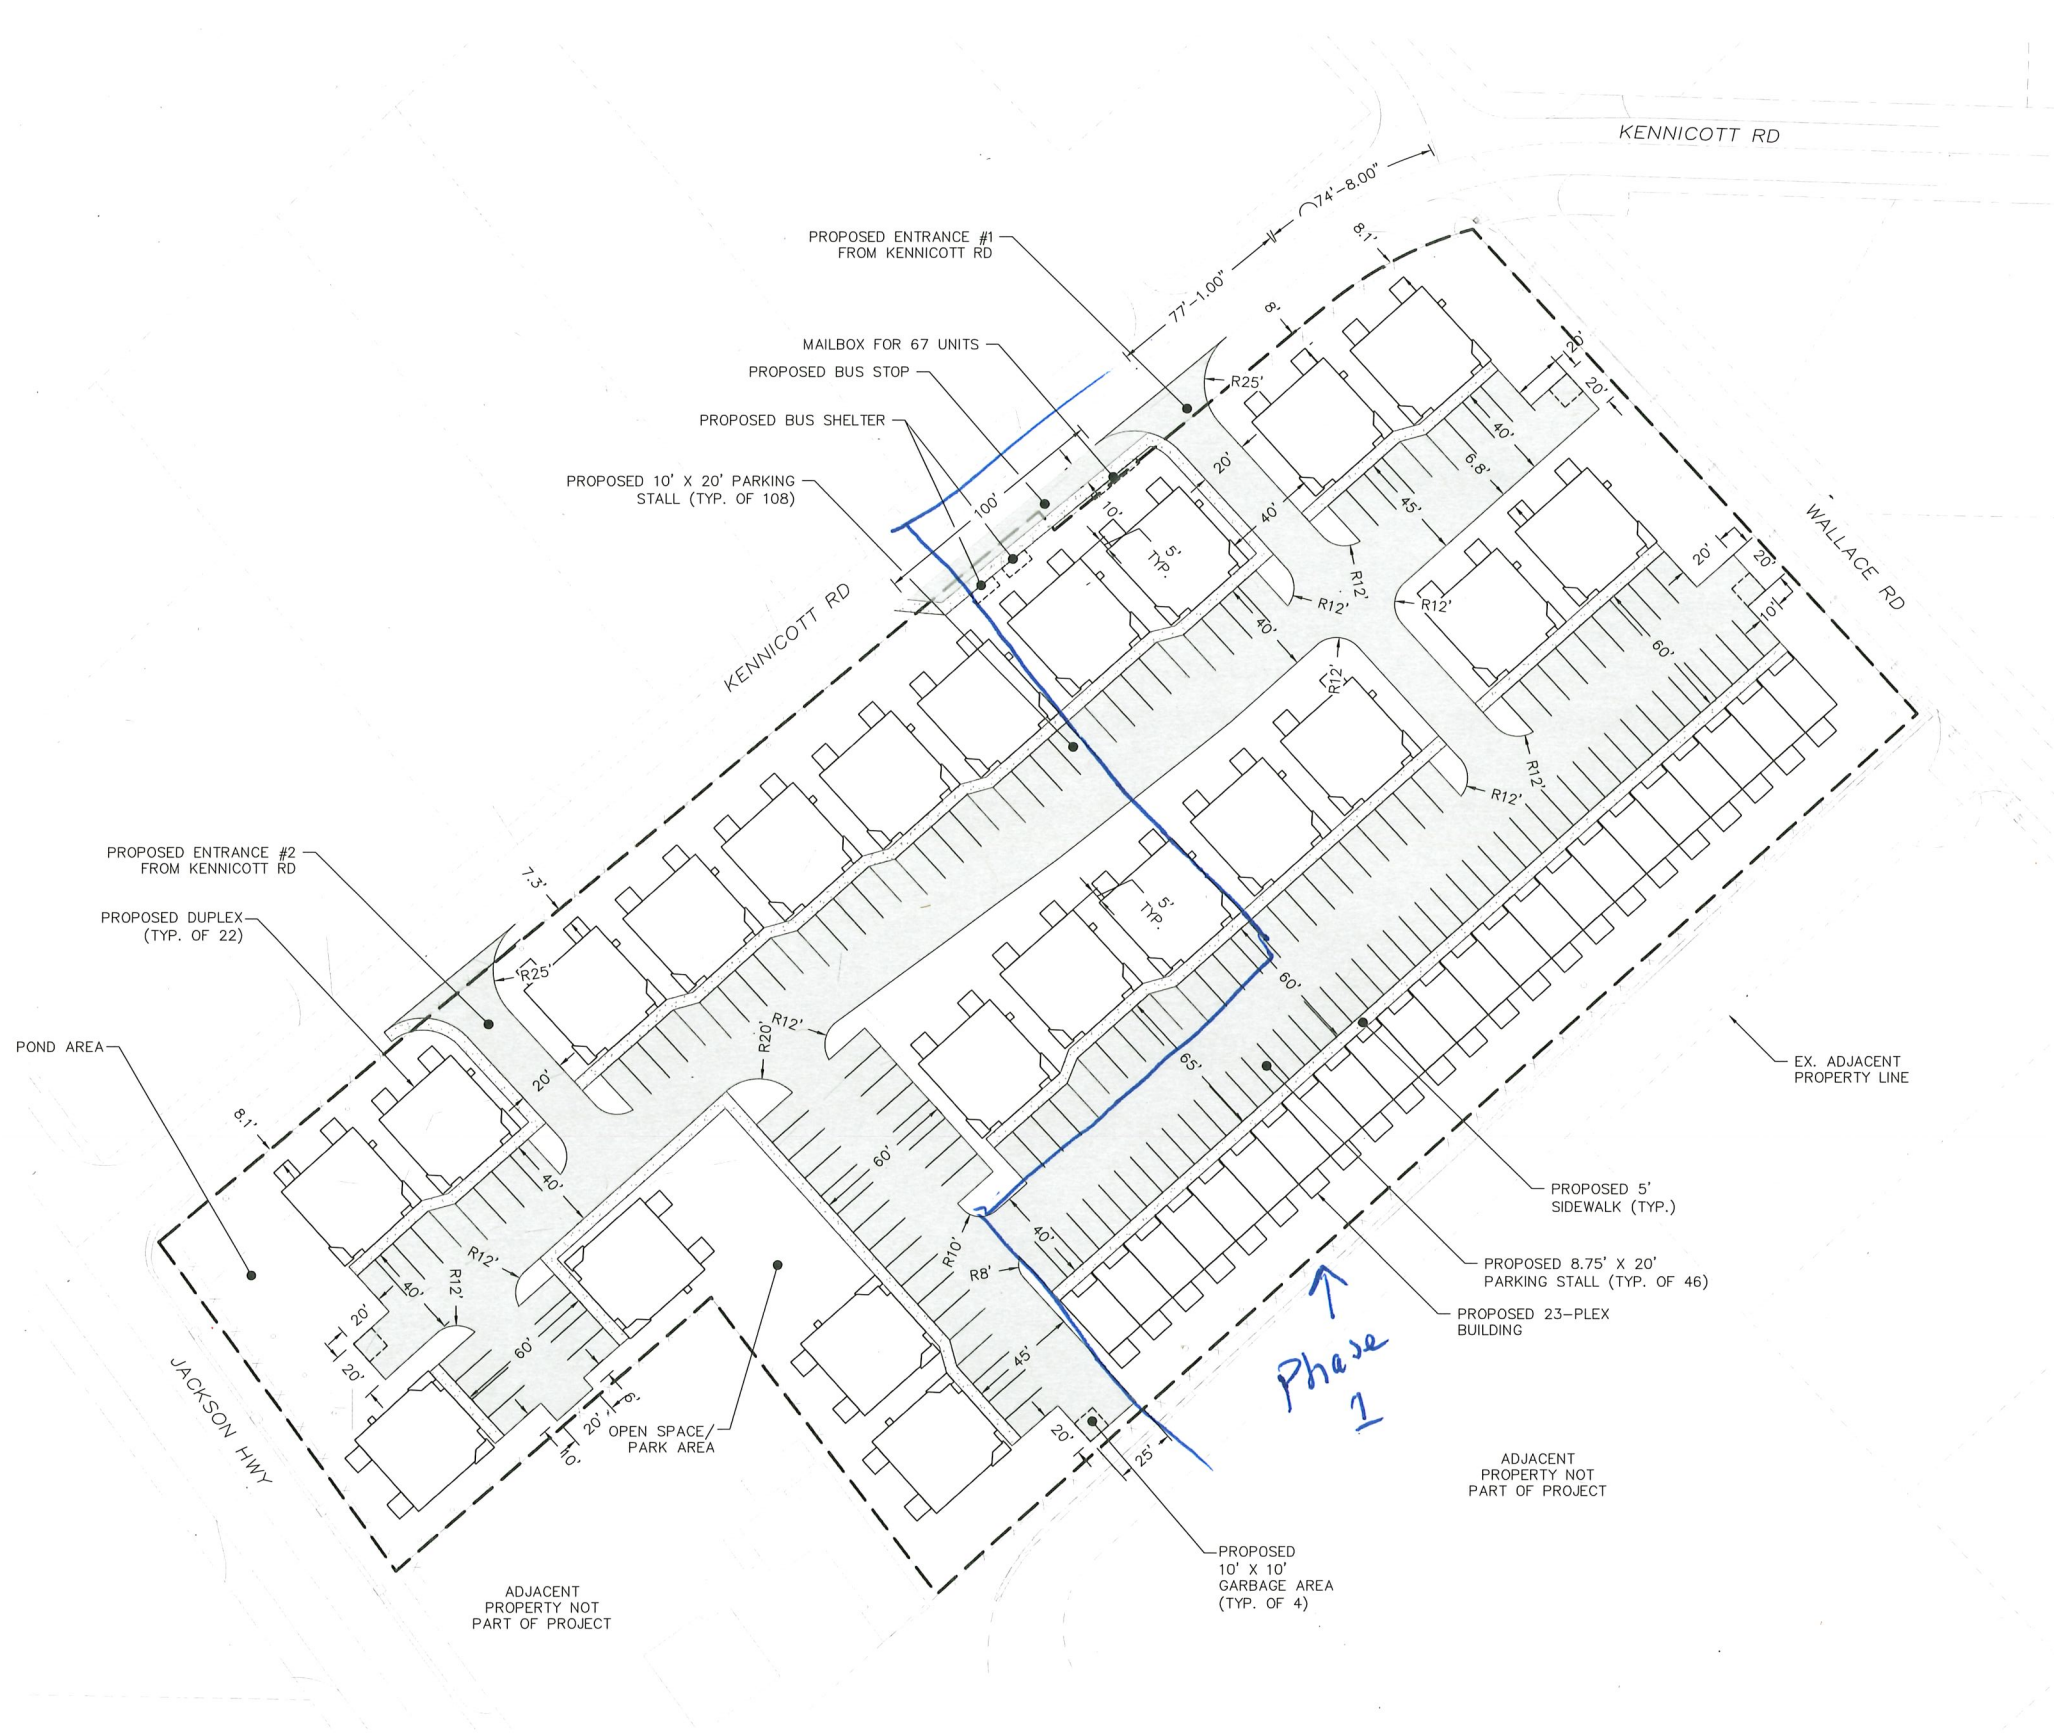 KENNICOTT RD
74'-8.00"
PROPOSED ENTRANCE #1
FROM KENNICOTT RD
8.1'
77'-1.00"
8'
MAILBOX FOR 67 UNITS
PROPOSED BUS STOP
R25'
20'
20'
PROPOSED BUS SHELTER
40'
20'
6.8'
PROPOSED 10' X 20' PARKING
STALL (TYP. OF 108)
100'
10'
45'
40'
5'
TYP.
WALLACE RD
20'
20'
R12'
R12'
R12'
10'
KENNICOTT RD
40'
60'
R12'
R12'
R12'
PROPOSED ENTRANCE #2
FROM KENNICOTT RD
7.3'
5'
TYP.
PROPOSED DUPLEX
(TYP. OF 22)
R25'
60'
POND AREA
R12'
R20'
65'
EX. ADJACENT
PROPERTY LINE
20'
8.1'
60'
40'
PROPOSED 5'
SIDEWALK (TYP.)
R10'
40'
R12'
R12'
R8'
40'
PROPOSED 8.75' X 20'
PARKING STALL (TYP. OF 46)
20'
PROPOSED 23-PLEX
BUILDING
60'
20'
45'
Phase
1
JACKSON HWY
6'
20'
OPEN SPACE/
PARK AREA
20'
10'
25'
ADJACENT
PROPERTY NOT
PART OF PROJECT
PROPOSED
10' X 10'
GARBAGE AREA
(TYP. OF 4)
ADJACENT
PROPERTY NOT
PART OF PROJECT